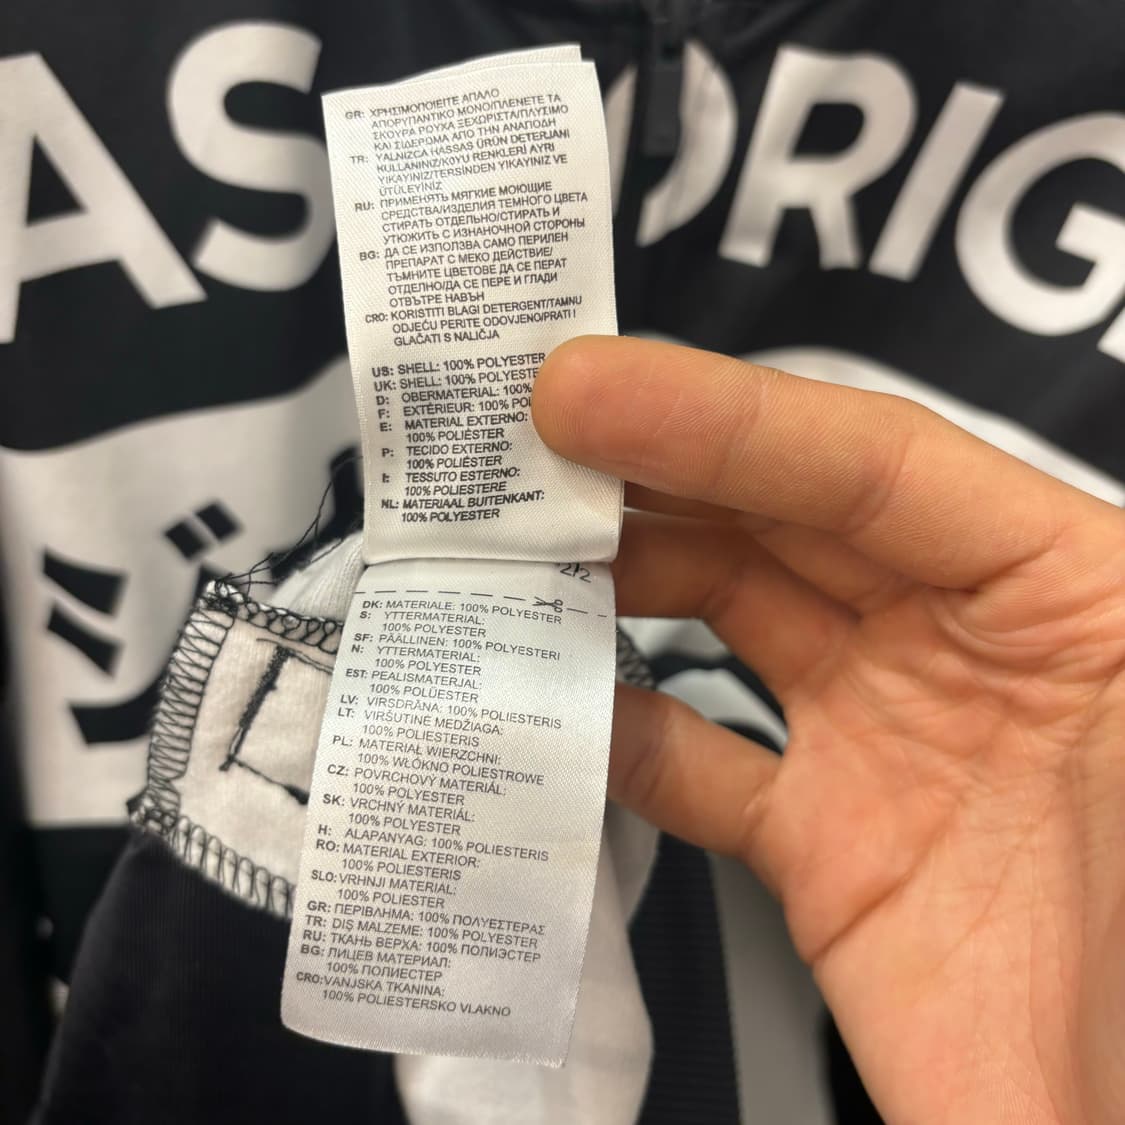 AS ORIGI
GR: ΧΡΗΣΙΜΟΠΟΙΕΙΤΕ ΑΠΑΛΟ
ΑΠΟΡΥΠΑΝΤΙΚΟ ΜΟΝΟ/ΠΛΕΝΕΤΕ ΤΑ
ΣΚΟΥΡΑ ΡΟΥΧΑ ΞΕΧΩΡΙΣΤΑ/ΠΛΥΣΙΜΟ
ΚΑΙ ΣΙΔΕΡΩΜΑ ΑΠΟ ΤΗΝ ΑΝΑΠΟΔΗ
TR: YALNIZCA HASSAS ÜRÜN DETERJANI
KULLANINIZ/KOYU RENKLERİ AYRI
YIKAYINIZ/TERSİNDEN YIKAYINIZ VE
ÜTÜLEYİNİZ
RU: ПРИМЕНЯТЬ МЯГКИЕ МОЮЩИЕ
СРЕДСТВА/ИЗДЕЛИЯ ТЕМНОГО ЦВЕТА
СТИРАТЬ ОТДЕЛЬНО/СТИРАТЬ И
УТЮЖИТЬ С ИЗНАНОЧНОЙ СТОРОНЫ
BG: ДА СЕ ИЗПОЛЗВА САМО ПЕРИЛЕН
ПРЕПАРАТ С МЕКО ДЕЙСТВИЕ/
ТЪМНИТЕ ЦВЕТОВЕ ДА СЕ ПЕРАТ
ОТДЕЛНО/ДА СЕ ПЕРЕ И ГЛАДИ
ОТВЪТРЕ НАВЪН
CRO: KORISTITI BLAGI DETERGENT/TAMNU
ODJEĆU PERITE ODOVJENO/PRATI I
GLAČATI S NALIČJA
US: SHELL: 100% POLYESTER
UK: SHELL: 100% POLYESTE
D: OBERMATERIAL: 100%
F: EXTÉRIEUR: 100% POL
E: MATERIAL EXTERNO:
100% POLIÉSTER
P: TECIDO EXTERNO:
100% POLIÉSTER
I: TESSUTO ESTERNO:
100% POLIESTERE
NL: MATERIAAL BUITENKANT:
100% POLYESTER
2/2
DK: MATERIALE: 100% POLYESTER
S: YTTERMATERIAL:
100% POLYESTER
SF: PÄÄLLINEN: 100% POLYESTERI
N: YTTERMATERIAL:
100% POLYESTER
EST: PEALISMATERJAL:
100% POLÜESTER
LV: VIRSDRĀNA: 100% POLIESTERIS
LT: VIRŠUTINĖ MEDŽIAGA:
100% POLIESTERIS
PL: MATERIAŁ WIERZCHNI:
100% WŁÓKNO POLIESTROWE
CZ: POVRCHOVÝ MATERIÁL:
100% POLYESTER
SK: VRCHNÝ MATERIÁL:
100% POLYESTER
H: ALAPANYAG: 100% POLIESTERIS
RO: MATERIAL EXTERIOR:
100% POLIESTERIS
SLO: VRHNJI MATERIAL:
100% POLIESTER
GR: ΠΕΡΙΒΛΗΜΑ: 100% ΠΟΛΥΕΣΤΕΡΑΣ
TR: DIŞ MALZEME: 100% POLYESTER
RU: ТКАНЬ ВЕРХА: 100% ПОЛИЭСТЕР
BG: ЛИЦЕВ МАТЕРИАЛ:
100% ПОЛИЕСТЕР
CRO: VANJSKA TKANINA:
100% POLIESTERSKO VLAKNO